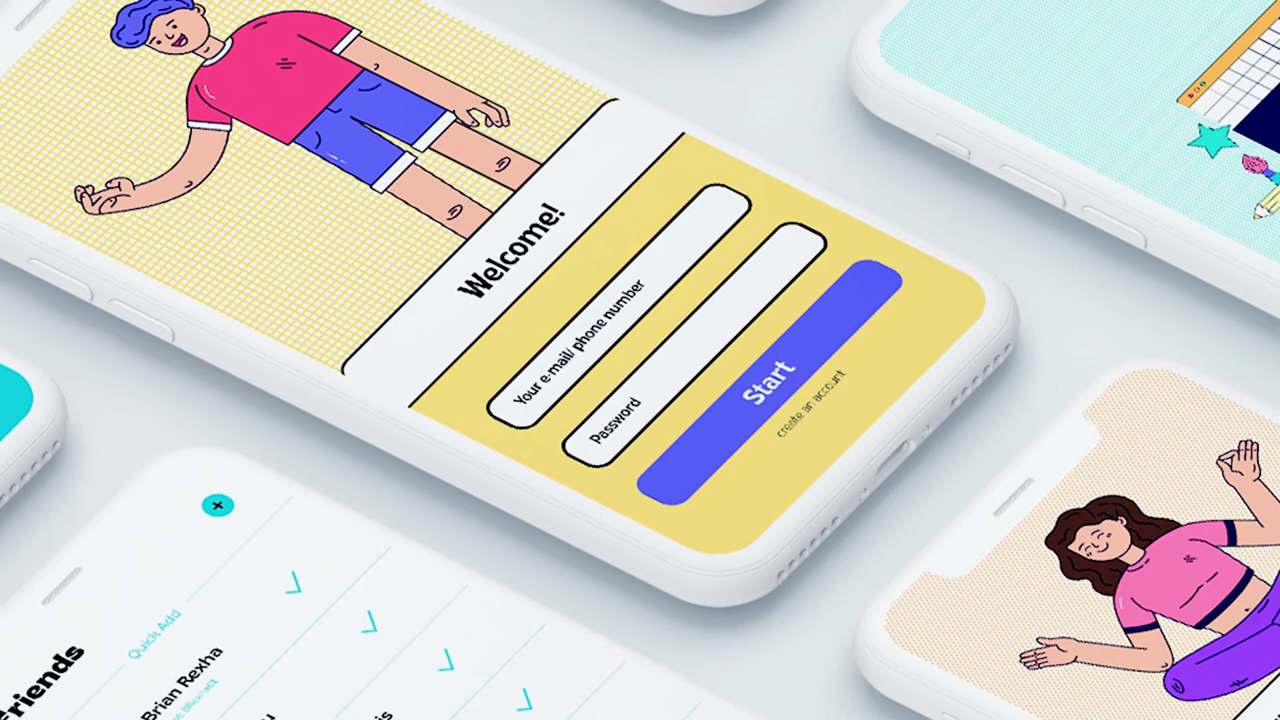 Welcome!
Your e-mail/ phone number
Password
Start
create an account
Friends
Quick Add
Brian Rexha